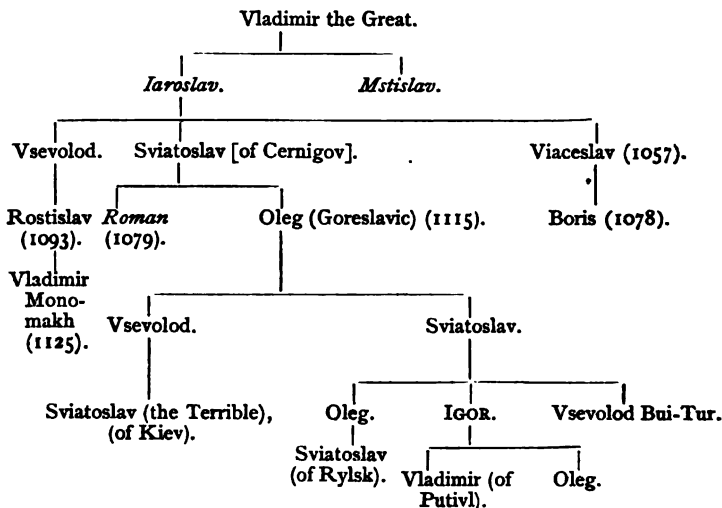 Vladimir the Great.
Iaroslav. Mstislav.
Vsevolod. Sviatoslav [of Cernigov]. Viaceslav (1057).
Rostislav Roman Oleg (Goreslavic) (1115). Boris (1078).
(1093). (1079).
Vladimir
Mono-
makh
(1125).
Vsevolod. Sviatoslav.
Sviatoslav (the Terrible), Oleg. IGOR. Vsevolod Bui-Tur.
(of Kiev).
Sviatoslav
(of Rylsk). Vladimir (of Oleg.
Putivl).